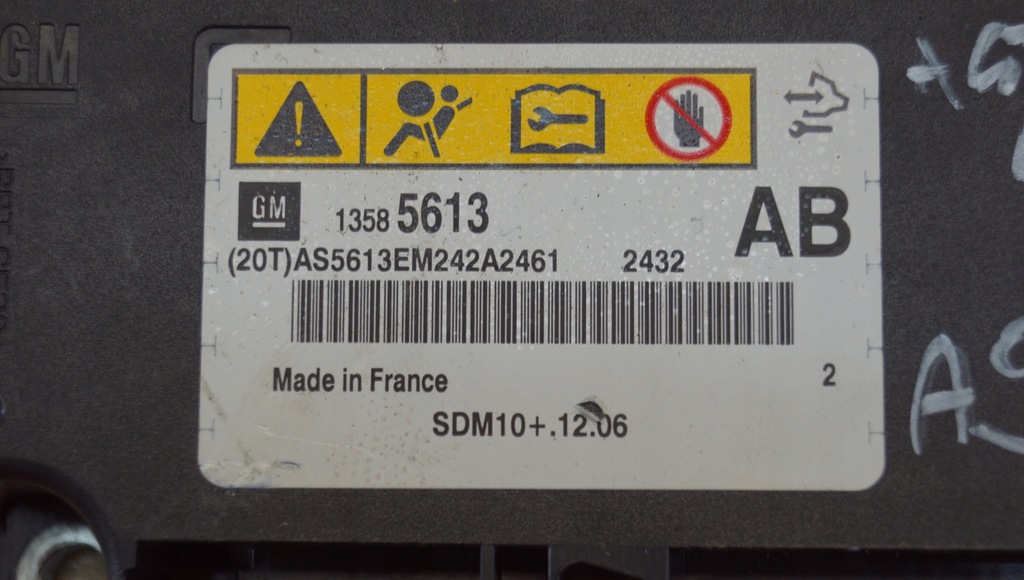 GM
GM
1358 5613
AB
(20T)AS5613EM242A2461 2432
Made in France
2
SDM10+.12.06